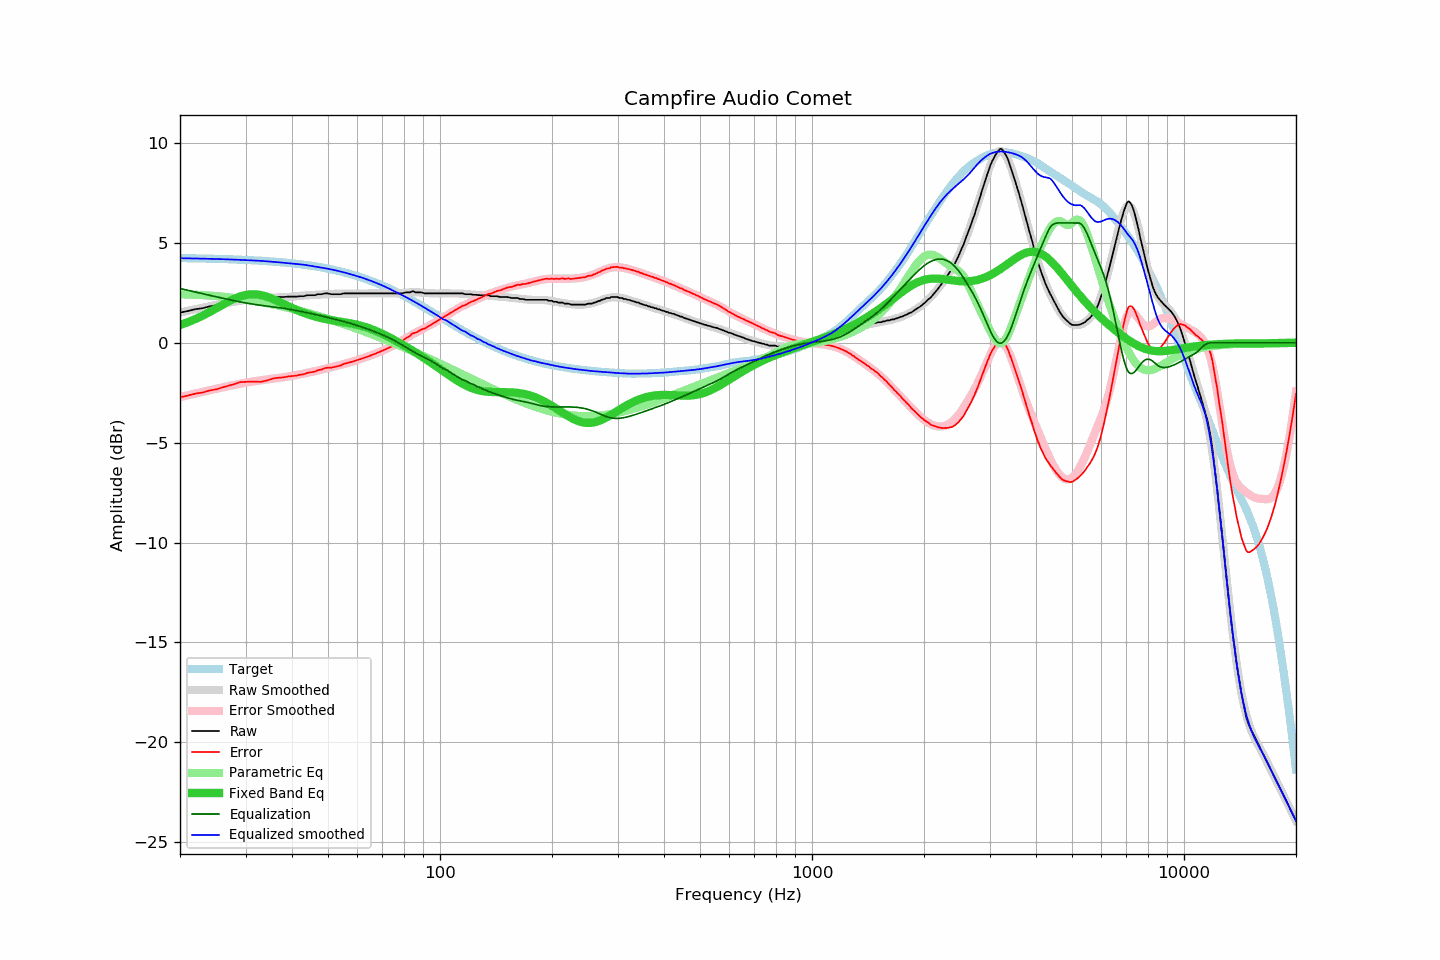 Campfire Audio Comet
10
5
0
−5
−10
−15
−20
−25
Amplitude (dBr)
Target
Raw Smoothed
Error Smoothed
Raw
Error
Parametric Eq
Fixed Band Eq
Equalization
Equalized smoothed
100
1000
10000
Frequency (Hz)